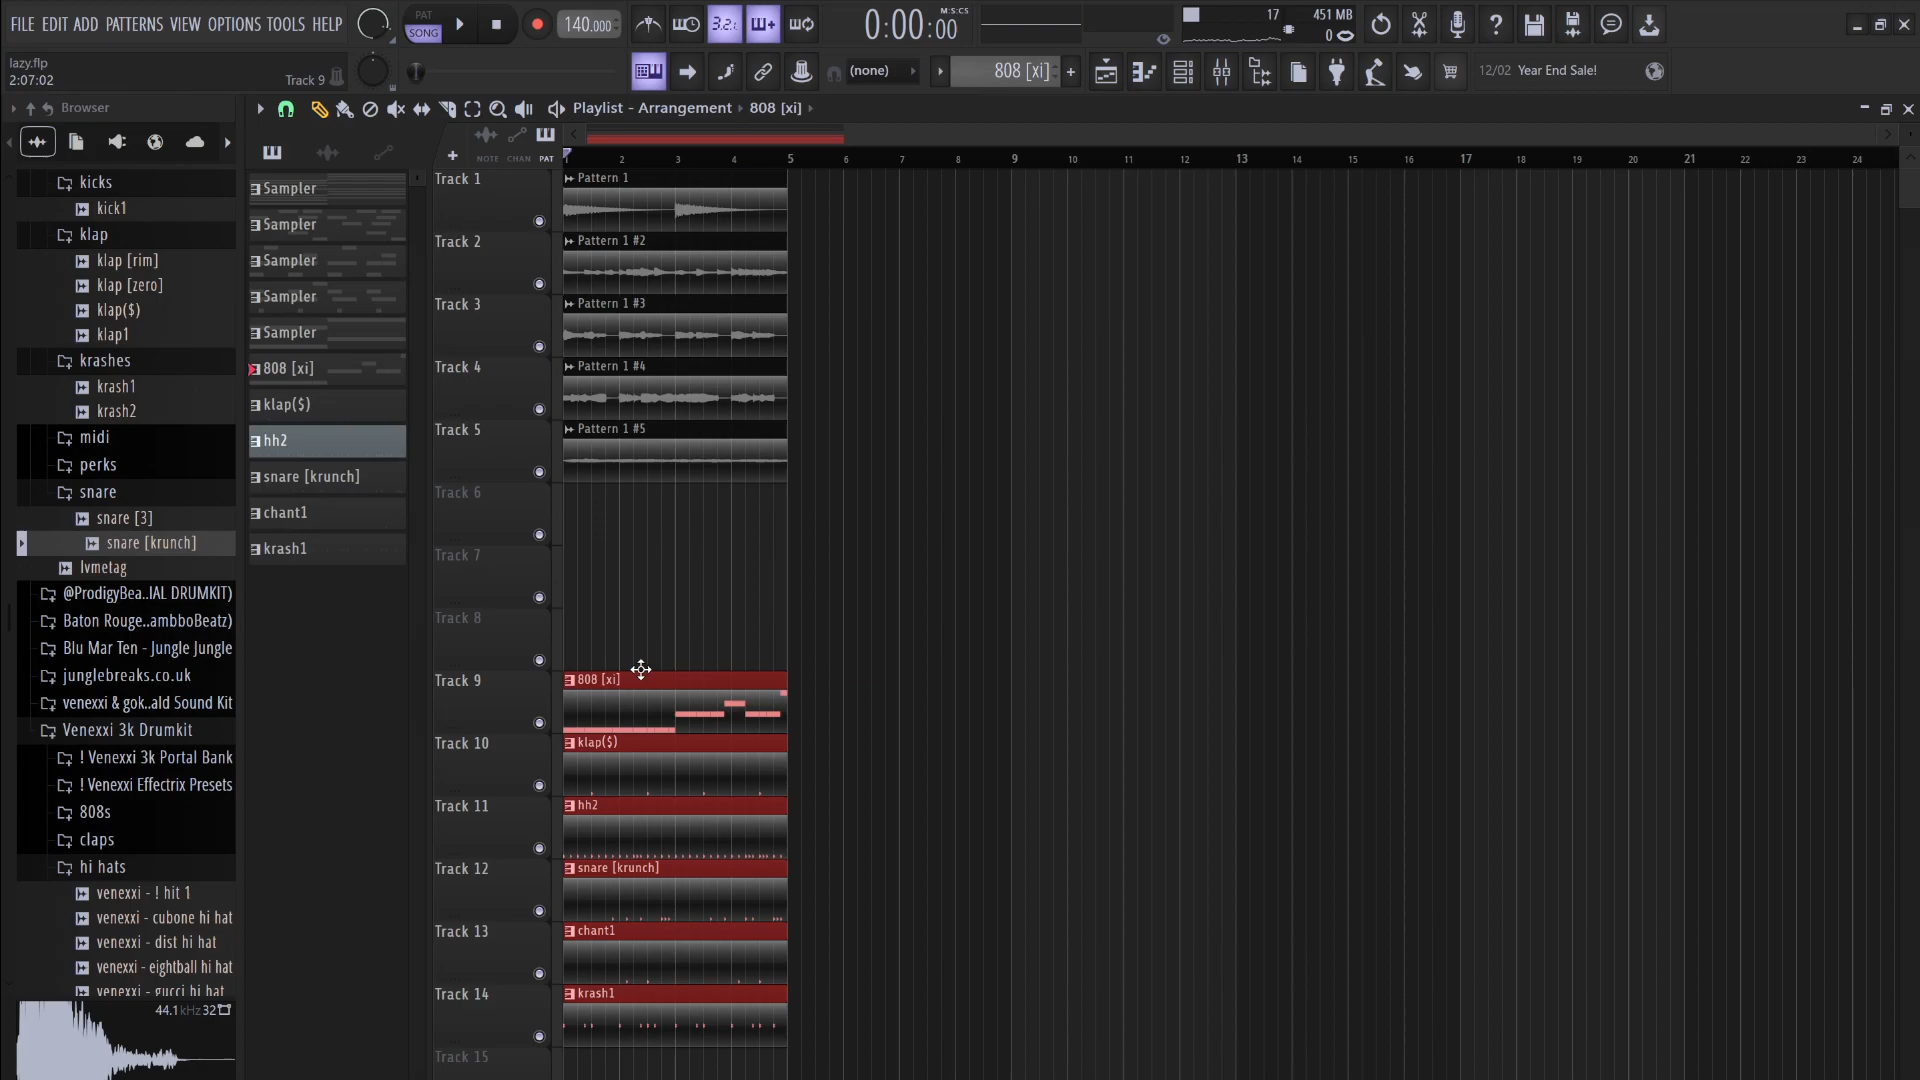 FILE EDIT ADD PATTERNS VIEW OPTIONS TOOLS HELP
PAT
SONG
140.000
3.2.
0:00:00
M:S:CS
17
451 MB
0
lazy.flp
2:07:02
Track 9
(none)
808 [xi]
12/02 Year End Sale!
Browser
Playlist - Arrangement
808 [xi]
NOTE CHAN PAT
1 2 3 4 5 6 7 8 9 10 11 12 13 14 15 16 17 18 19 20 21 22 23 24
kicks
kick1
klap
klap [rim]
klap [zero]
klap($)
klap1
krashes
krash1
krash2
midi
perks
snare
snare [3]
snare [krunch]
lvmetag
@ProdigyBea..IAL DRUMKIT)
Baton Rouge..ambboBeatz)
Blu Mar Ten - Jungle Jungle
junglebreaks.co.uk
venexxi & gok..ald Sound Kit
Venexxi 3k Drumkit
! Venexxi 3k Portal Bank
! Venexxi Effectrix Presets
808s
claps
hi hats
venexxi - ! hit 1
venexxi - cubone hi hat
venexxi - dist hi hat
venexxi - eightball hi hat
venexxi - gucci hi hat
44.1kHz 32
Sampler
Sampler
Sampler
Sampler
Sampler
808 [xi]
klap($)
hh2
snare [krunch]
chant1
krash1
Track 1
Pattern 1
Track 2
Pattern 1 #2
Track 3
Pattern 1 #3
Track 4
Pattern 1 #4
Track 5
Pattern 1 #5
Track 6
Track 7
Track 8
Track 9
808 [xi]
Track 10
klap($)
Track 11
hh2
Track 12
snare [krunch]
Track 13
chant1
Track 14
krash1
Track 15